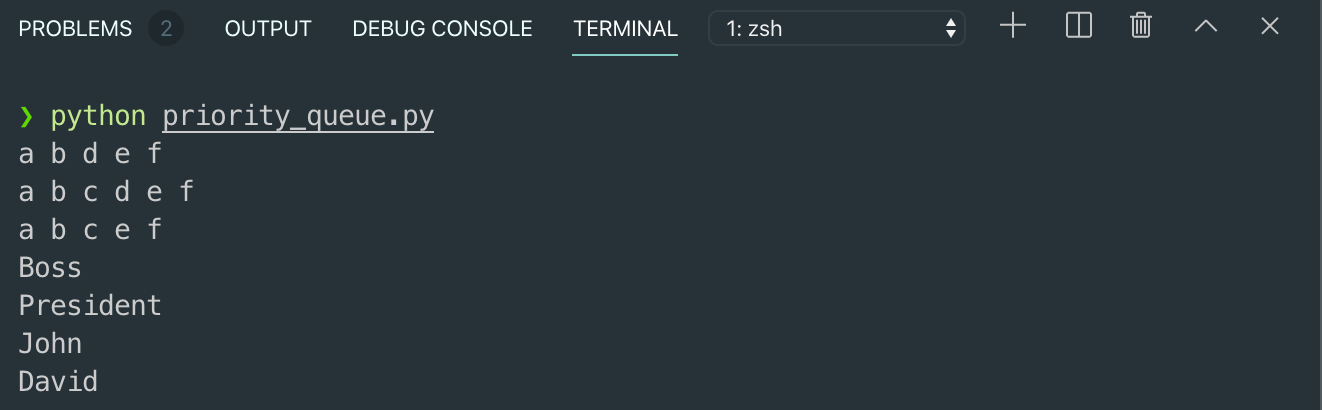 PROBLEMS 2 OUTPUT DEBUG CONSOLE TERMINAL 1: zsh
❯ python priority_queue.py
a b d e f
a b c d e f
a b c e f
Boss
President
John
David